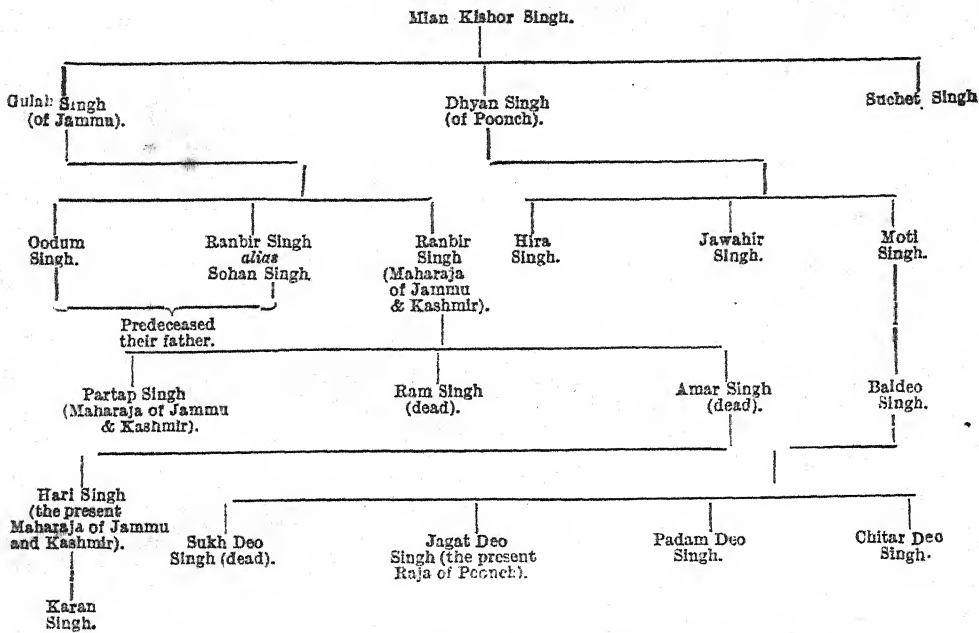 Mian Kishor Singh.
Gulab Singh
(of Jammu).
Dhyan Singh
(of Poonch).
Suchet Singh
Oodum
Singh.
Ranbir Singh
alias
Sohan Singh
Ranbir
Singh
(Maharaja
of Jammu
& Kashmir).
Hira
Singh.
Jawahir
Singh.
Moti
Singh.
Predeceased
their father.
Partap Singh
(Maharaja of Jammu
& Kashmir).
Ram Singh
(dead).
Amar Singh
(dead).
Baldeo
Singh.
Hari Singh
(the present
Maharaja of Jammu
and Kashmir).
Sukh Deo
Singh (dead).
Jagat Deo
Singh (the present
Raja of Poonch).
Padam Deo
Singh.
Chitar Deo
Singh.
Karan
Singh.